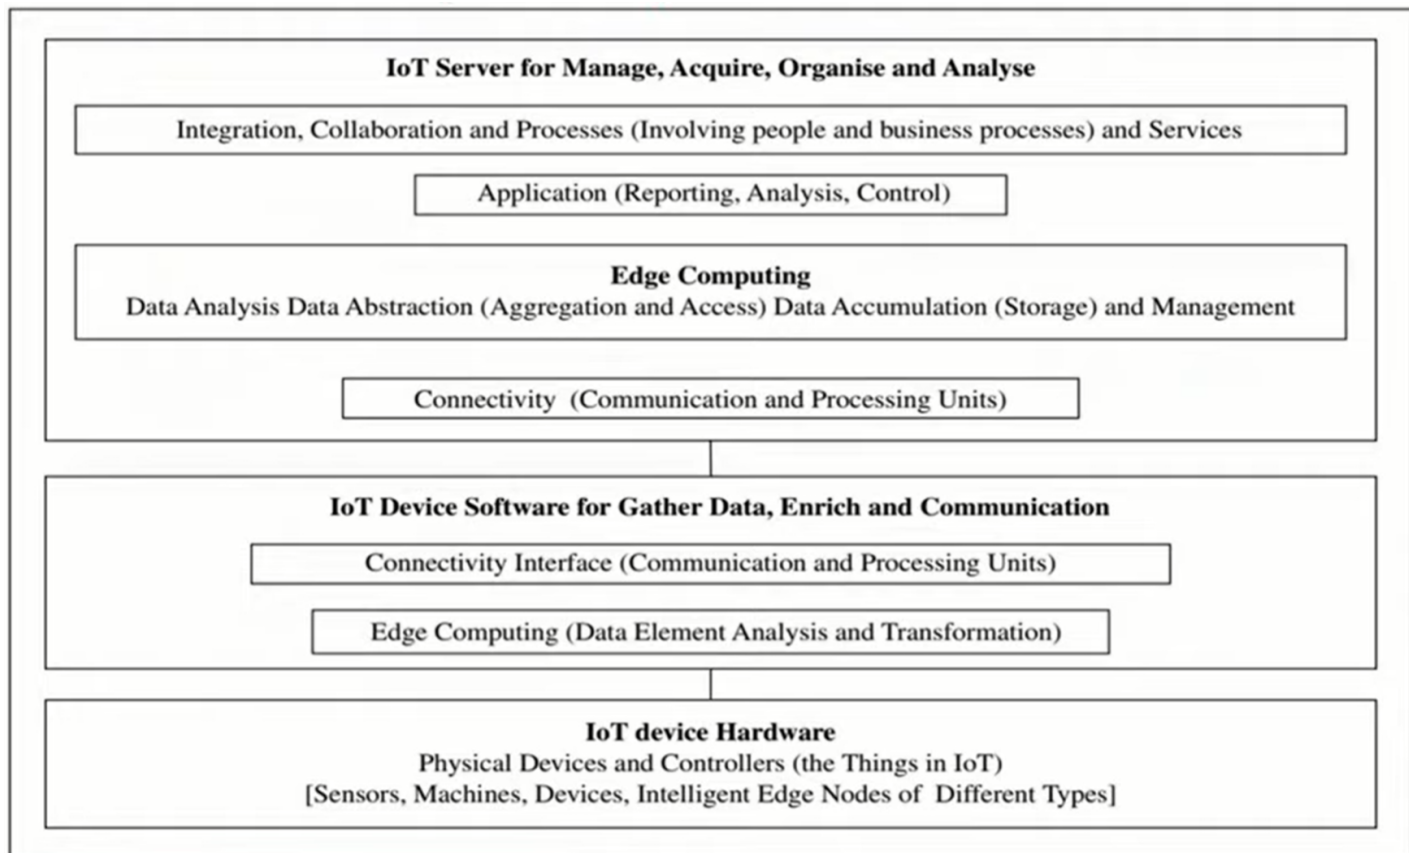 IoT Server for Manage, Acquire, Organise and Analyse
Integration, Collaboration and Processes (Involving people and business processes) and Services
Application (Reporting, Analysis, Control)
Edge Computing
Data Analysis Data Abstraction (Aggregation and Access) Data Accumulation (Storage) and Management
Connectivity (Communication and Processing Units)
IoT Device Software for Gather Data, Enrich and Communication
Connectivity Interface (Communication and Processing Units)
Edge Computing (Data Element Analysis and Transformation)
IoT device Hardware
Physical Devices and Controllers (the Things in IoT)
[Sensors, Machines, Devices, Intelligent Edge Nodes of Different Types]